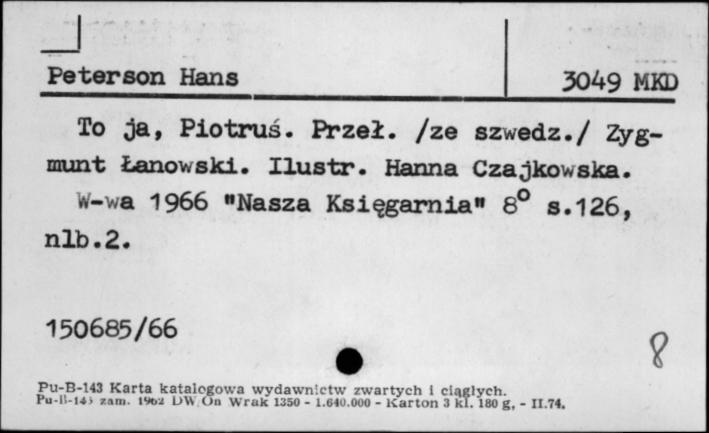 Peterson Hans 3049 MKD
To ja, Piotruś. Przeł. /ze szwedz./ Zyg-
munt Łanowski. Ilustr. Hanna Czajkowska.
W-wa 1966 "Nasza Księgarnia" 8° s.126,
nlb.2.
150685/66
8
Pu-B-143 Karta katalogowa wydawnictw zwartych i ciągłych.
Pu-B-143 zam. 1962 DW On Wrak 1350 - 1.640.000 - Karton 3 kl. 180 g. - II.74.